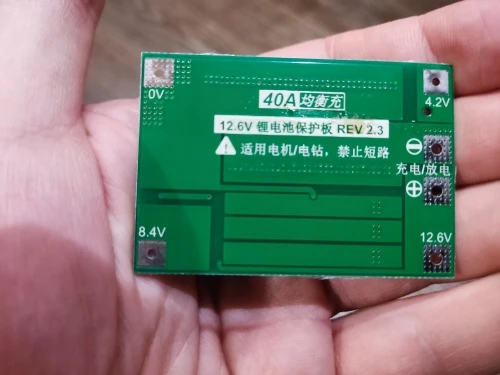 0V
40A均衡充
4.2V
12.6V 锂电池保护板 REV 2.3
适用电机/电钻，禁止短路
充电/放电
8.4V
12.6V